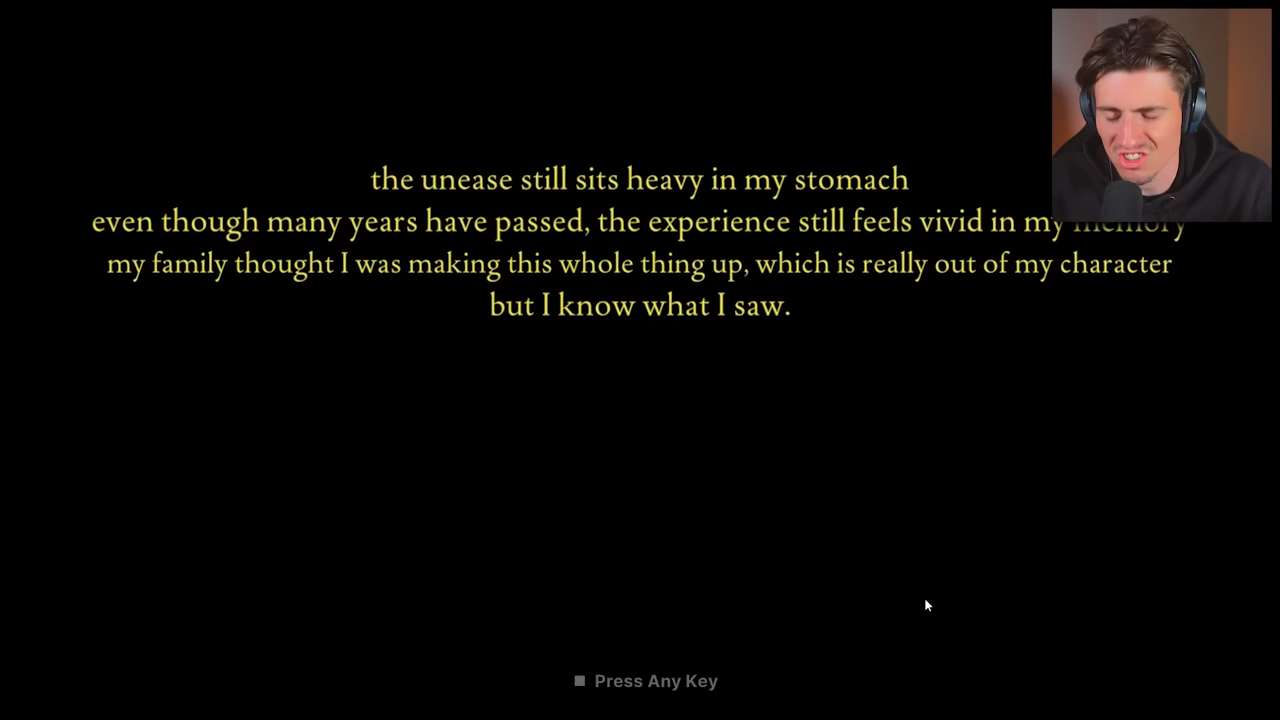 the unease still sits heavy in my stomach
even though many years have passed, the experience still feels vivid in my memory
my family thought I was making this whole thing up, which is really out of my character
but I know what I saw.
Press Any Key